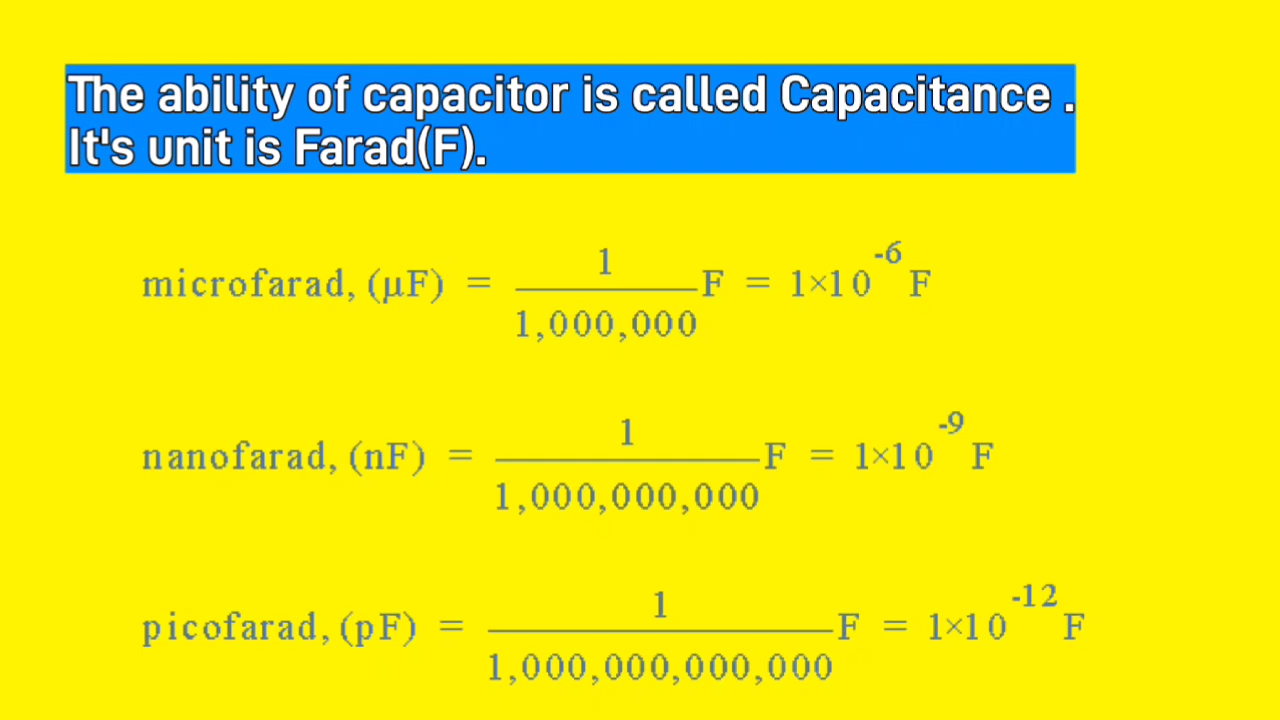 The ability of capacitor is called Capacitance .
It's unit is Farad(F).
microfarad, (µF) = 1/1,000,000 F = 1×10^-6 F
nanofarad, (nF) = 1/1,000,000,000 F = 1×10^-9 F
picofarad, (pF) = 1/1,000,000,000,000 F = 1×10^-12 F